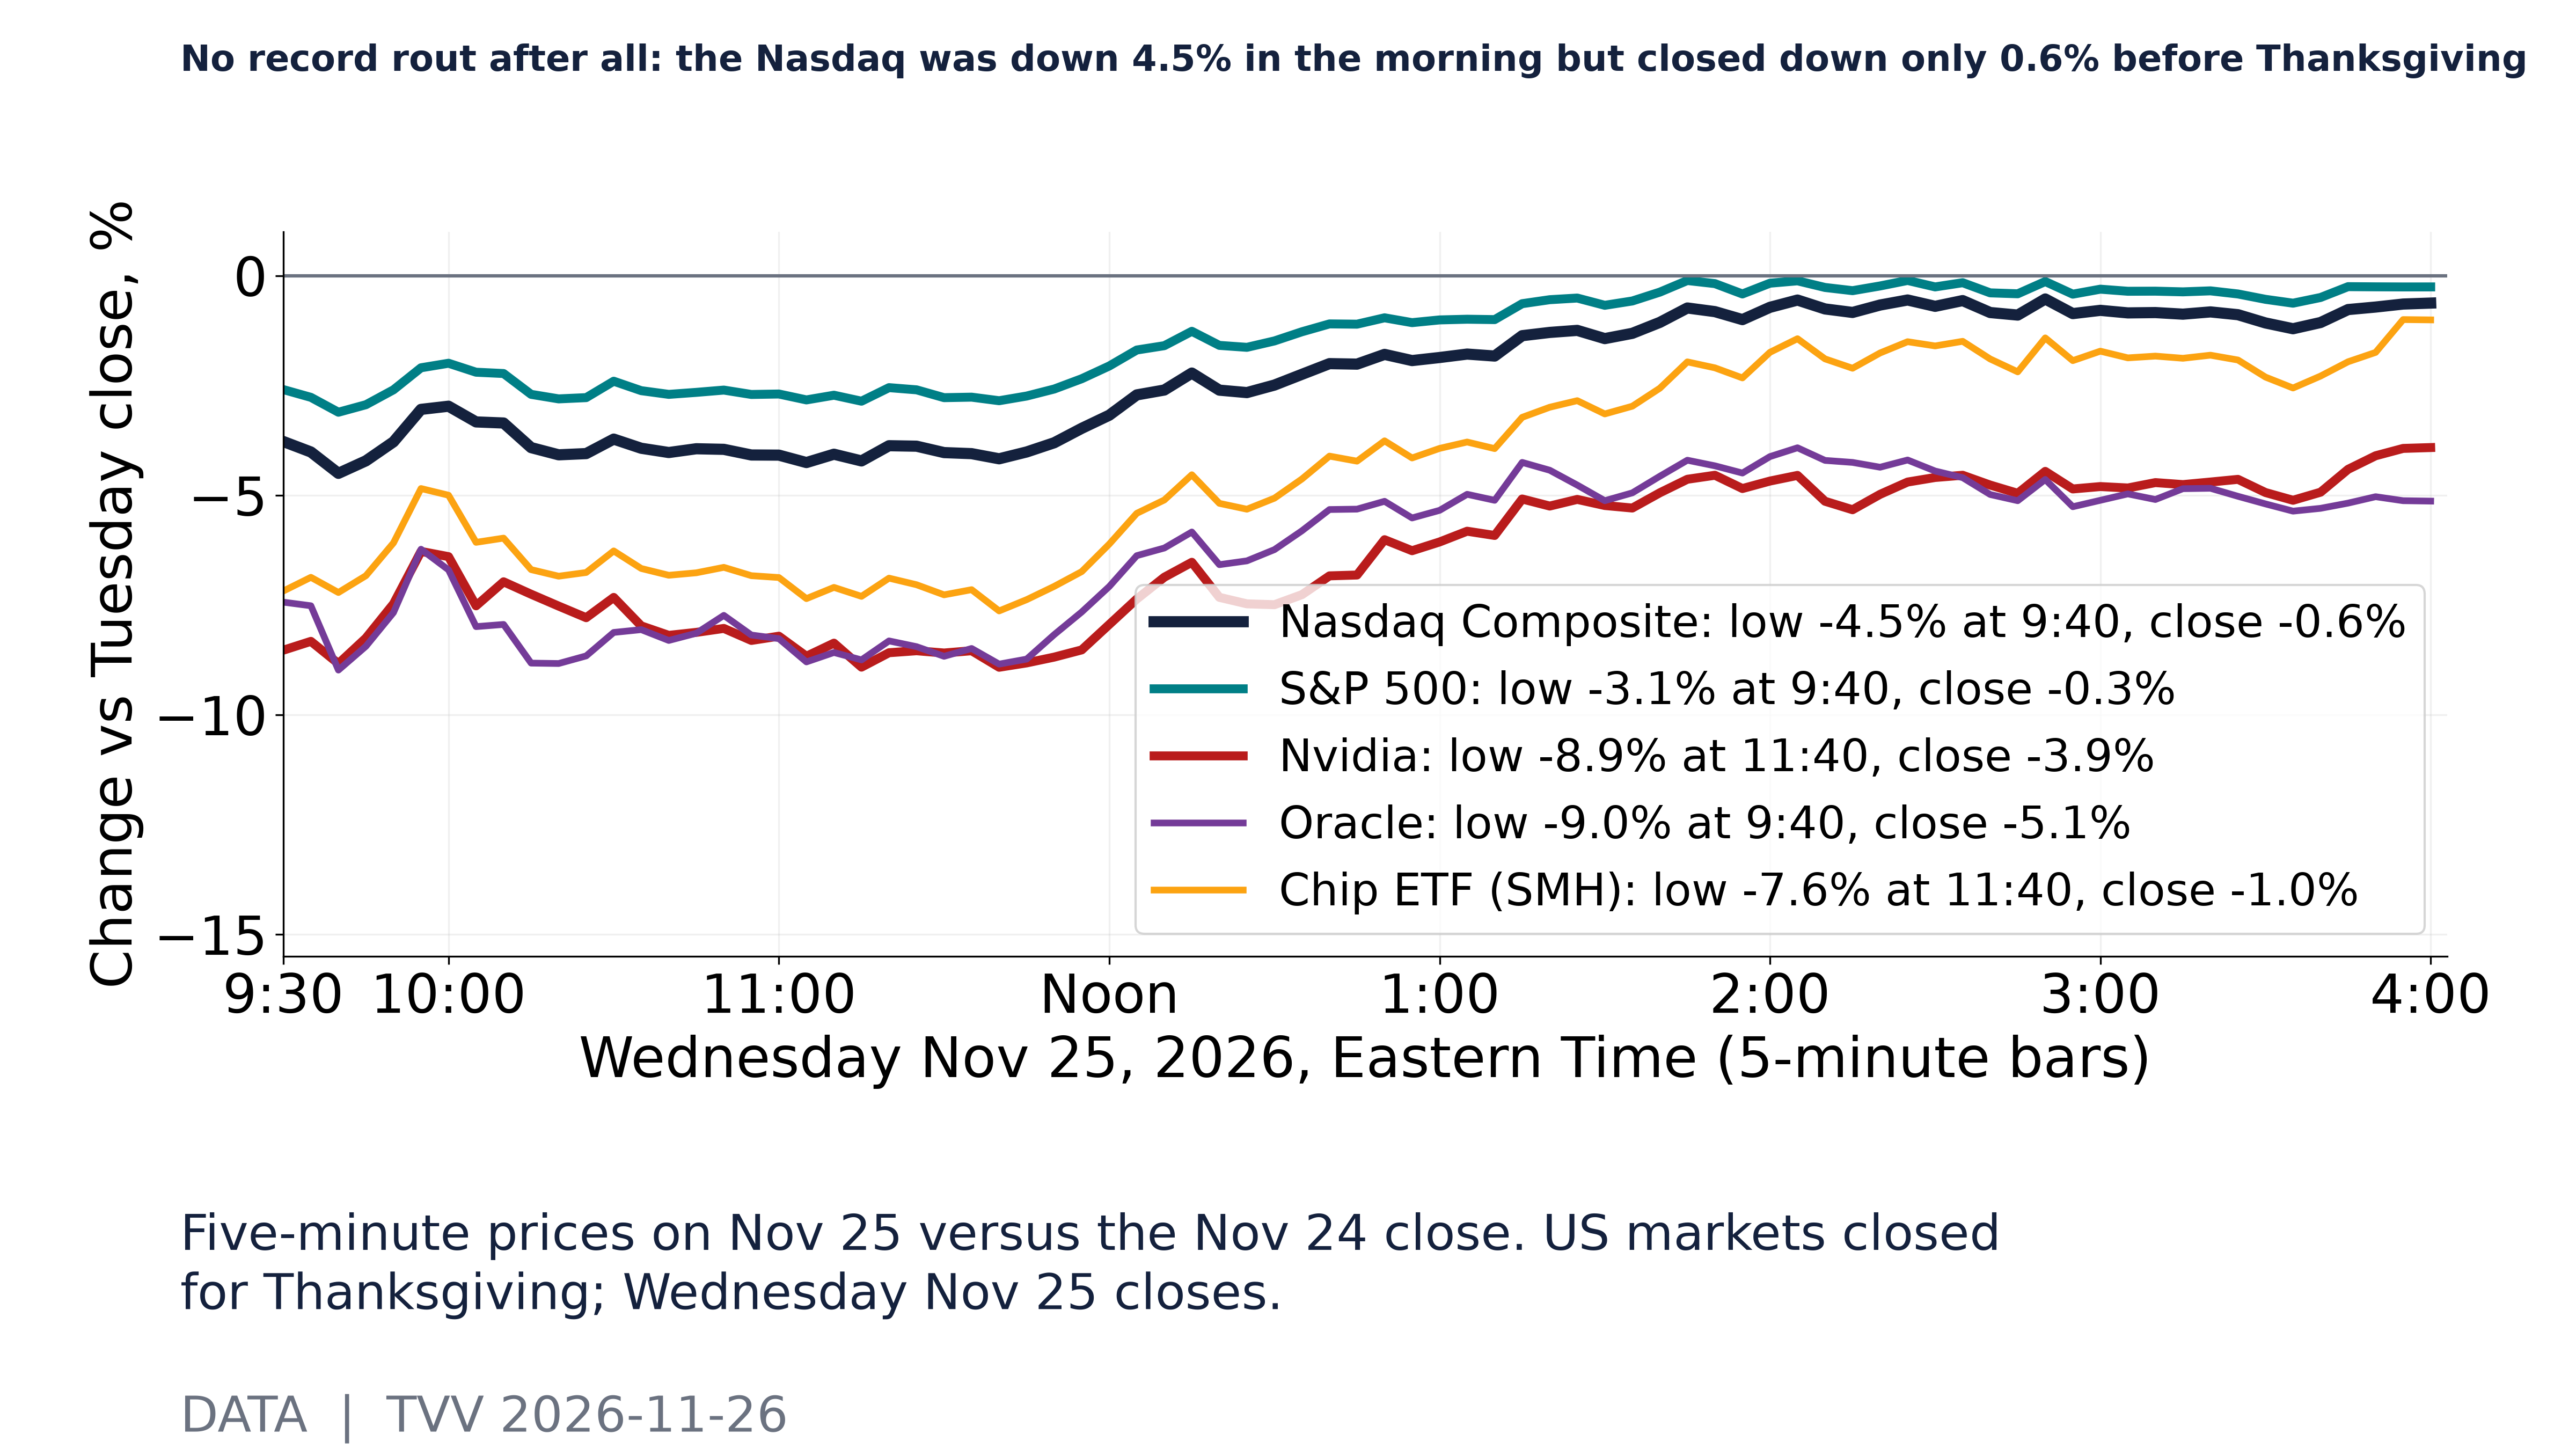 No record rout after all: the Nasdaq was down 4.5% in the morning but closed down only 0.6% before Thanksgiving
Change vs Tuesday close, %
0
−5
−10
−15
Nasdaq Composite: low -4.5% at 9:40, close -0.6%
S&P 500: low -3.1% at 9:40, close -0.3%
Nvidia: low -8.9% at 11:40, close -3.9%
Oracle: low -9.0% at 9:40, close -5.1%
Chip ETF (SMH): low -7.6% at 11:40, close -1.0%
9:30 10:00 11:00 Noon 1:00 2:00 3:00 4:00
Wednesday Nov 25, 2026, Eastern Time (5-minute bars)
Five-minute prices on Nov 25 versus the Nov 24 close. US markets closed
for Thanksgiving; Wednesday Nov 25 closes.
DATA | TVV 2026-11-26